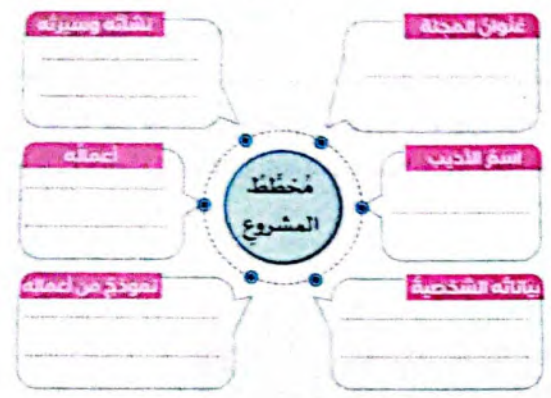 عنوان المجلة
نشأته وسيرته
اسم الأديب
مُخطَّطُ
المشروعِ
أعماله
بياناته الشخصية
نموذج من أعماله